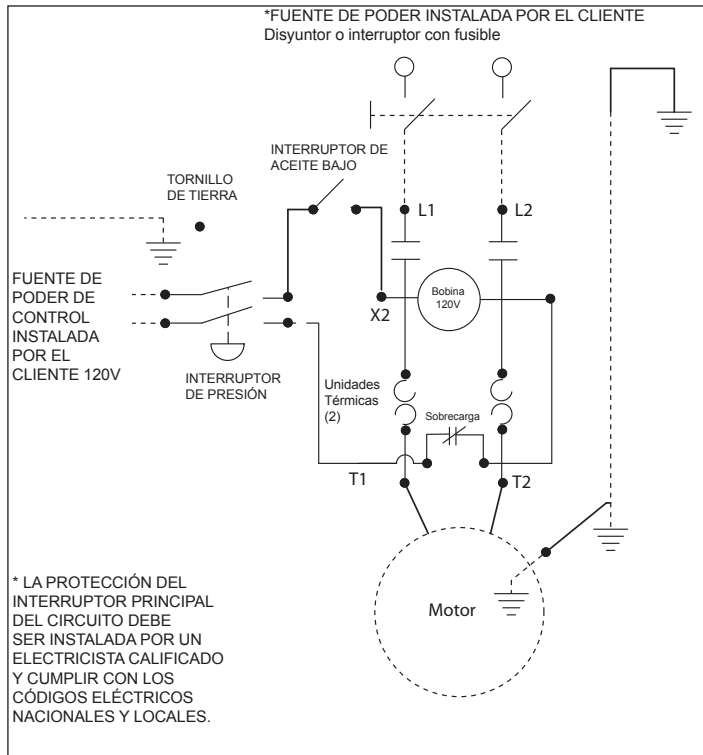 *FUENTE DE PODER INSTALADA POR EL CLIENTE
Disyuntor o interruptor con fusible
INTERRUPTOR DE
ACEITE BAJO
TORNILLO
DE TIERRA
L1
L2
FUENTE DE
PODER DE
CONTROL
INSTALADA
POR EL
CLIENTE 120V
X2
Bobina
120V
INTERRUPTOR
DE PRESIÓN
Unidades
Térmicas
(2)
Sobrecarga
T1
T2
Motor
* LA PROTECCIÓN DEL
INTERRUPTOR PRINCIPAL
DEL CIRCUITO DEBE
SER INSTALADA POR UN
ELECTRICISTA CALIFICADO
Y CUMPLIR CON LOS
CÓDIGOS ELÉCTRICOS
NACIONALES Y LOCALES.